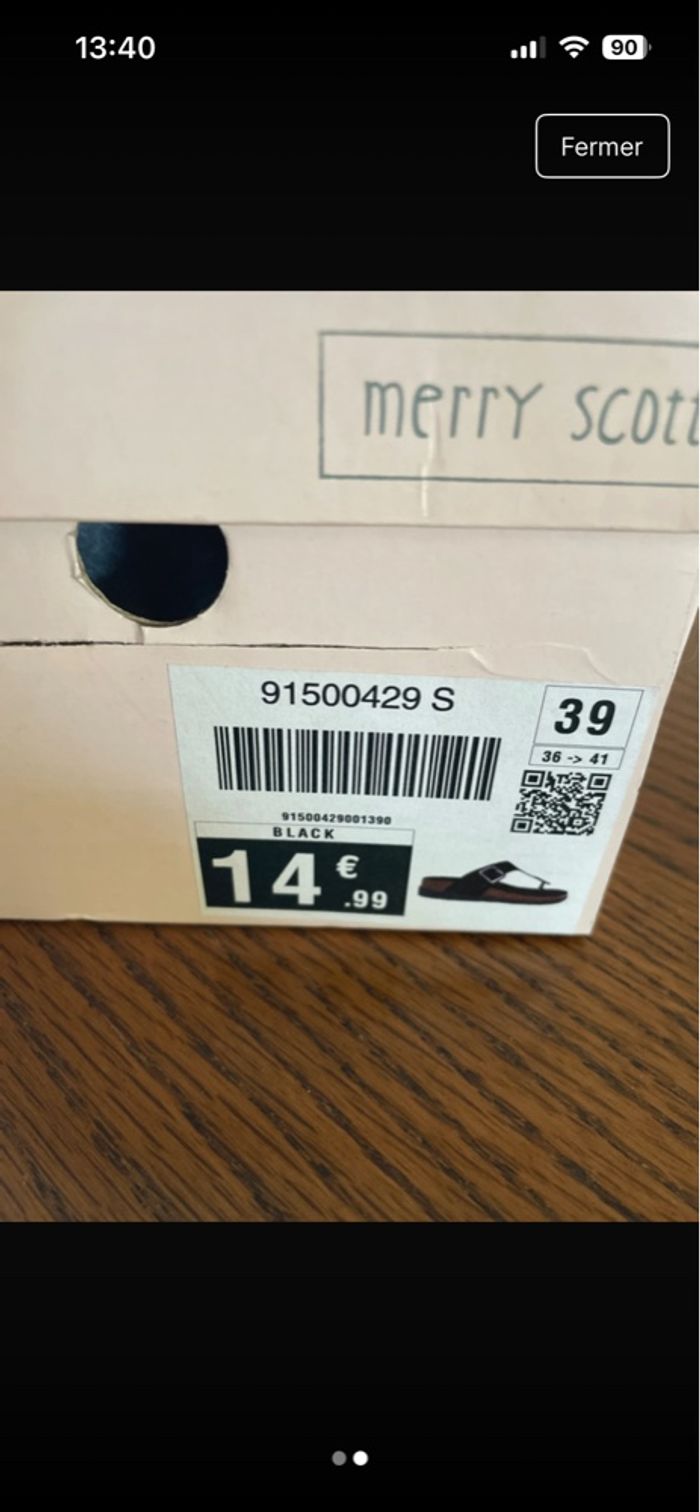 13:40
90
Fermer
merry scott
91500429 S
39
36 -> 41
91500429001390
BLACK
14 €
.99